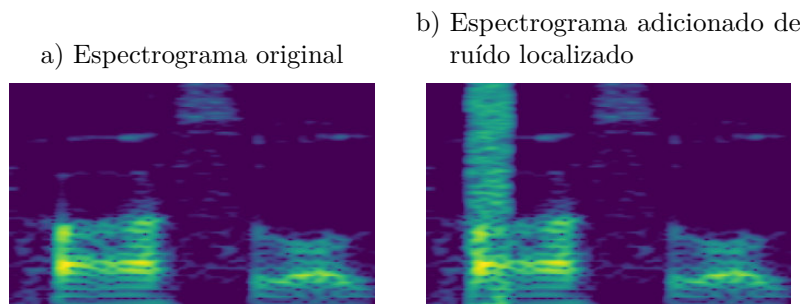 a) Espectrograma original
b) Espectrograma adicionado de
ruído localizado